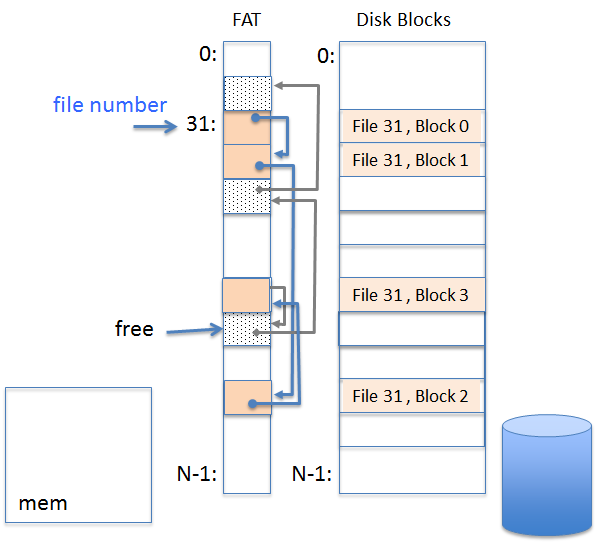 FAT
Disk Blocks
0:
0:
file number
31:
File 31 , Block 0
File 31 , Block 1
File 31 , Block 3
free
File 31 , Block 2
N-1:
N-1:
mem